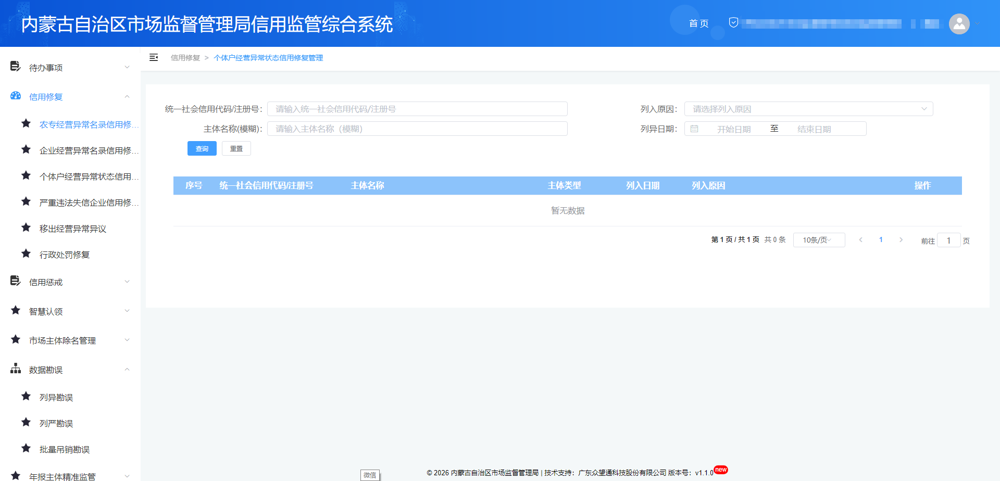 内蒙古自治区市场监督管理局信用监管综合系统
首页
信用修复 > 个体户经营异常状态信用修复管理
待办事项
信用修复
农专经营异常名录信用修...
企业经营异常名录信用修...
个体户经营异常状态信用...
严重违法失信企业信用修...
移出经营异常异议
行政处罚修复
信用惩戒
智慧认领
市场主体除名管理
数据勘误
列异勘误
列严勘误
批量吊销勘误
年报主体精准监管
统一社会信用代码/注册号： 请输入统一社会信用代码/注册号
列入原因： 请选择列入原因
主体名称(模糊)： 请输入主体名称（模糊）
列异日期： 开始日期 至 结束日期
查询 重置
序号 统一社会信用代码/注册号 主体名称 主体类型 列入日期 列入原因 操作
暂无数据
第 1 页 / 共 1 页 共 0 条 10条/页 1 前往 1 页
微信
© 2026 内蒙古自治区市场监督管理局 | 技术支持：广东众望通科技股份有限公司 版本号：v1.1.0 new